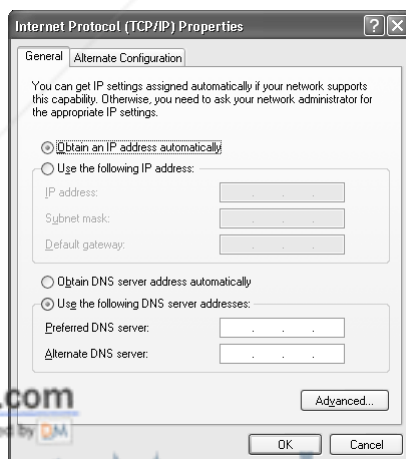 Internet Protocol (TCP/IP) Properties
General Alternate Configuration
You can get IP settings assigned automatically if your network supports
this capability. Otherwise, you need to ask your network administrator for
the appropriate IP settings.
Obtain an IP address automatically
Use the following IP address:
IP address:
Subnet mask:
Default gateway:
Obtain DNS server address automatically
Use the following DNS server addresses:
Preferred DNS server:
Alternate DNS server:
Advanced...
.com
by DM
OK Cancel